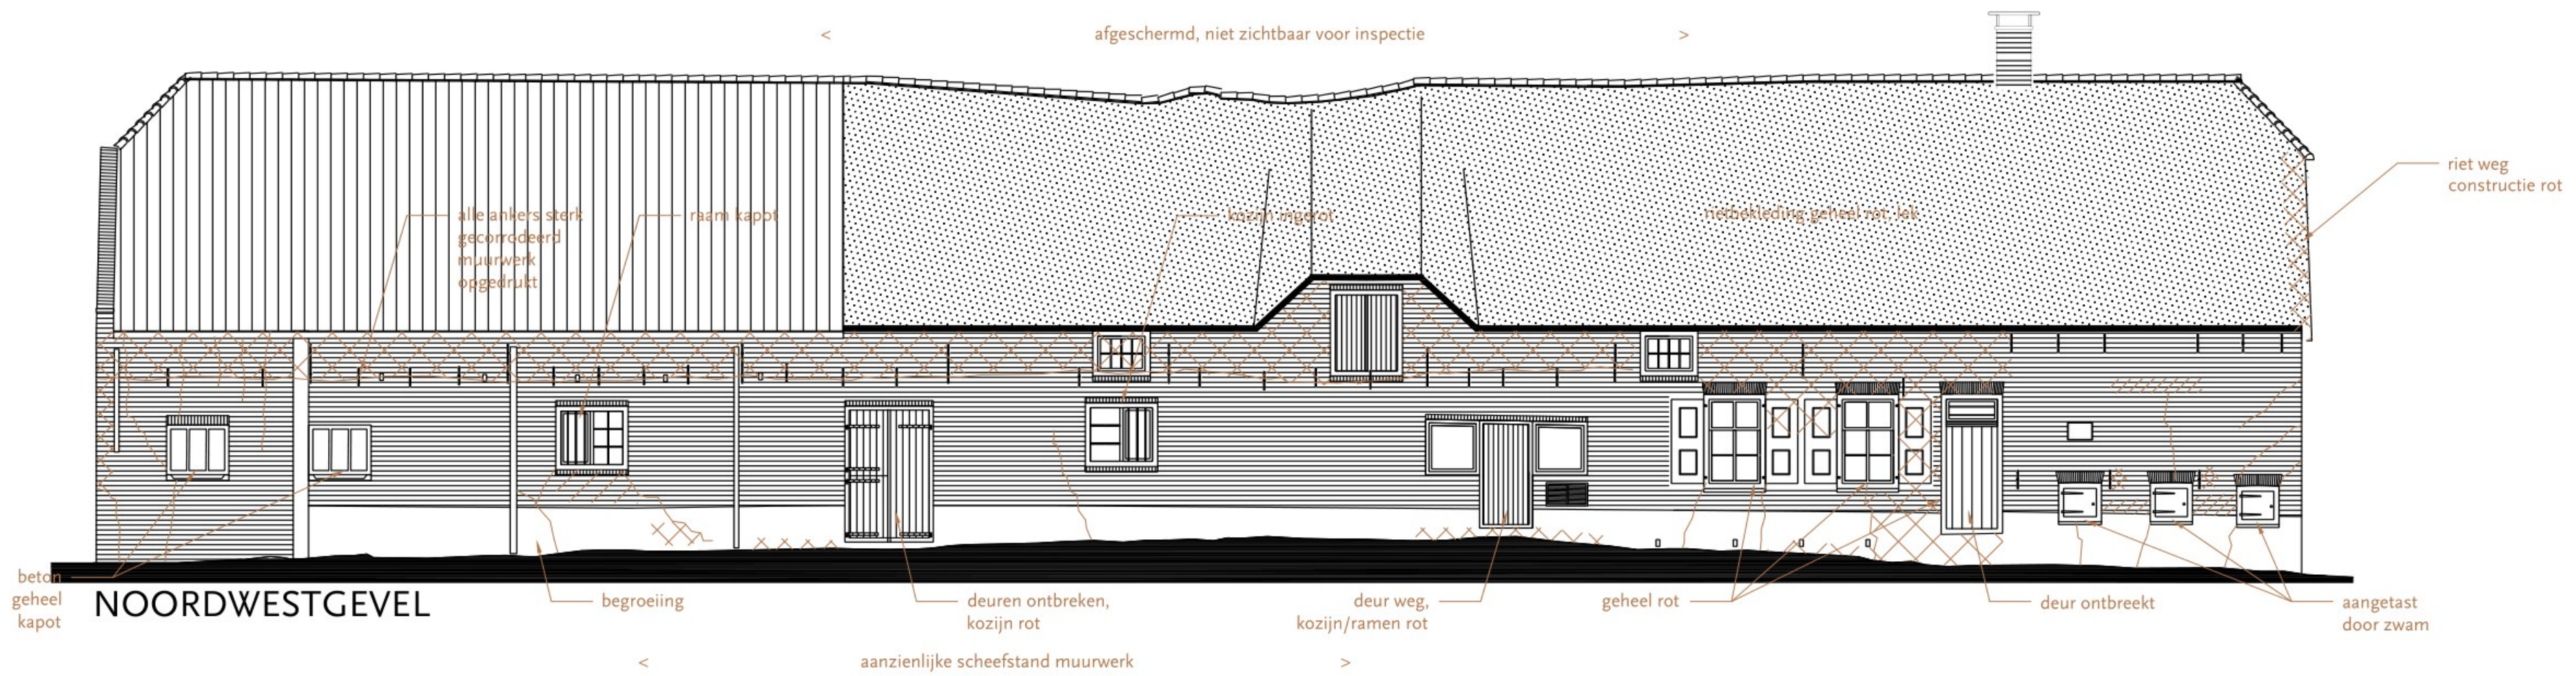 < afgeschermd, niet zichtbaar voor inspectie >
riet weg
constructie rot
alle ankers sterk
gecorrodeerd
muurwerk
opgedrukt
raam kapot
kozijn ingerot
rietbekleding geheel rot, lek
beton
geheel
kapot
NOORDWESTGEVEL
begroeiing
deuren ontbreken,
kozijn rot
deur weg,
kozijn/ramen rot
geheel rot
deur ontbreekt
aangetast
door zwam
< aanzienlijke scheefstand muurwerk >